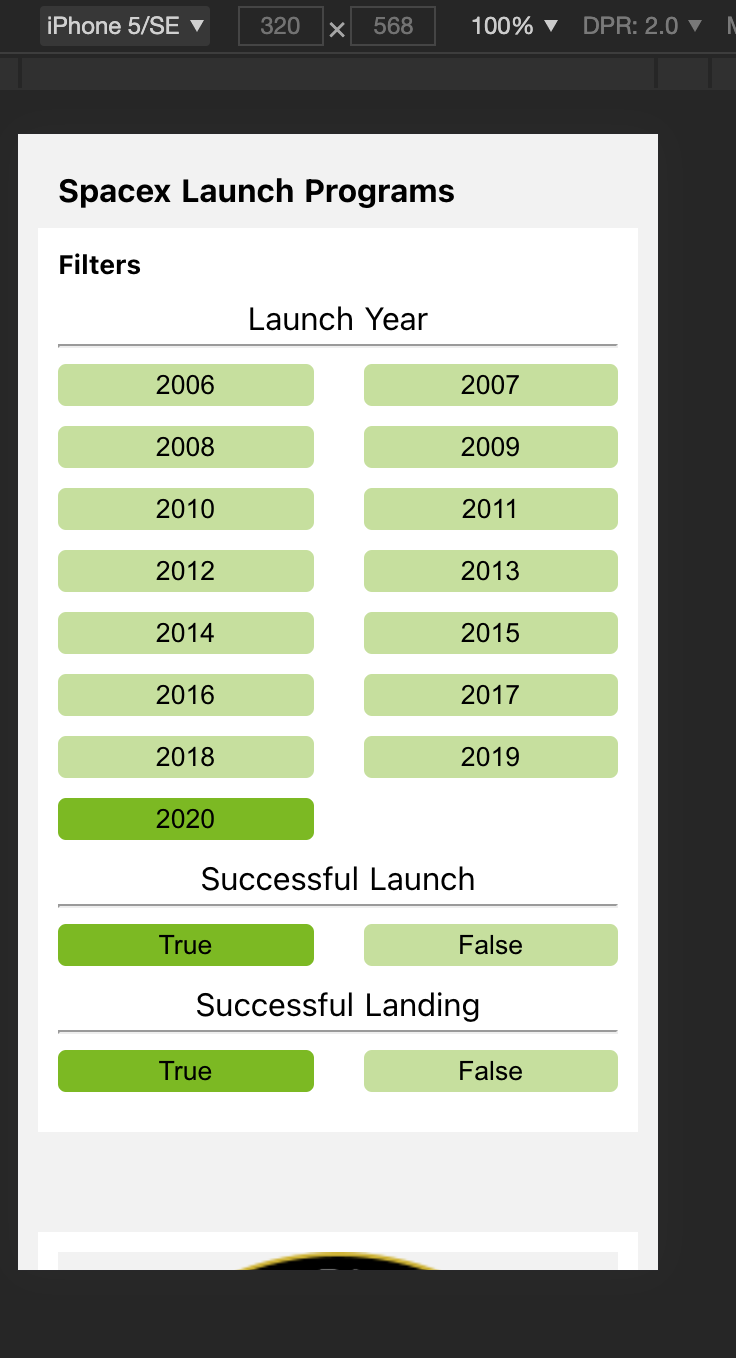 iPhone 5/SE ▼ 320 × 568 100% ▼ DPR: 2.0 ▼
Spacex Launch Programs
Filters
Launch Year
2006 2007
2008 2009
2010 2011
2012 2013
2014 2015
2016 2017
2018 2019
2020
Successful Launch
True False
Successful Landing
True False